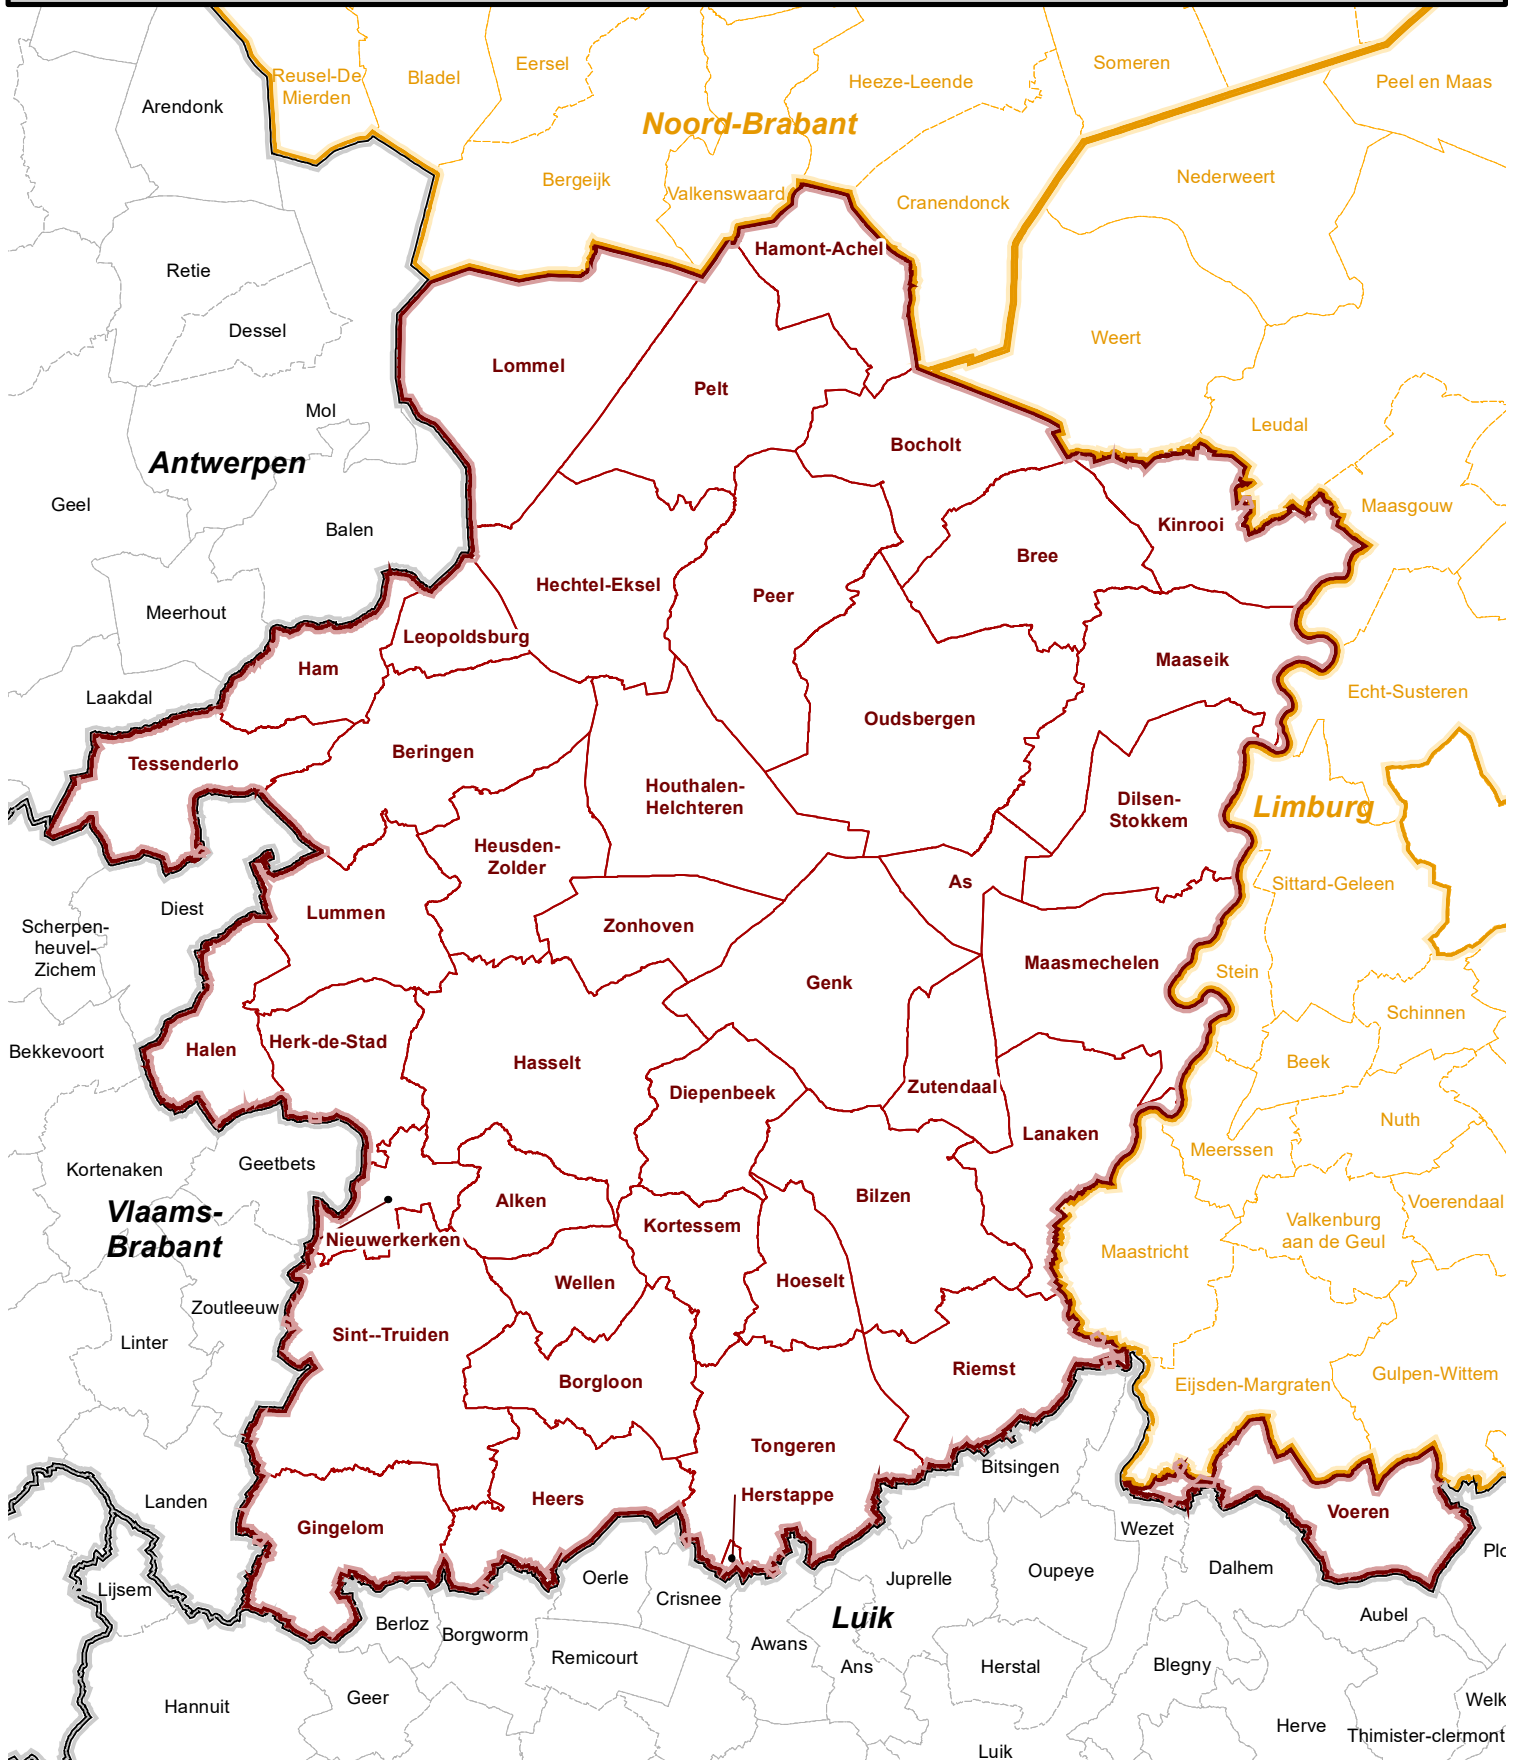 Reusel-De
Mierden
Bladel
Eersel
Heeze-Leende
Someren
Peel en Maas
Arendonk
Noord-Brabant
Bergeijk
Valkenswaard
Cranendonck
Nederweert
Hamont-Achel
Retie
Dessel
Lommel
Pelt
Weert
Mol
Leudal
Bocholt
Antwerpen
Geel
Balen
Maasgouw
Kinrooi
Bree
Hechtel-Eksel
Peer
Meerhout
Leopoldsburg
Ham
Maaseik
Laakdal
Echt-Susteren
Oudsbergen
Beringen
Tessenderlo
Houthalen-
Helchteren
Dilsen-
Stokkem
Limburg
Heusden-
Zolder
As
Sittard-Geleen
Diest
Lummen
Zonhoven
Scherpen-
heuvel-
Zichem
Maasmechelen
Stein
Genk
Schinnen
Bekkevoort
Halen
Herk-de-Stad
Hasselt
Beek
Diepenbeek
Zutendaal
Nuth
Lanaken
Meerssen
Kortenaken
Geetbets
Alken
Bilzen
Voerendaal
Vlaams-
Brabant
Kortessem
Valkenburg
aan de Geul
Nieuwerkerken
Maastricht
Wellen
Hoeselt
Zoutleeuw
Linter
Sint--Truiden
Borgloon
Riemst
Eijsden-Margraten
Gulpen-Wittem
Tongeren
Bitsingen
Landen
Heers
Herstappe
Gingelom
Voeren
Wezet
Plo
Lijsem
Oerle
Crisnee
Juprelle
Oupeye
Dalhem
Berloz
Borgworm
Luik
Aubel
Remicourt
Awans
Ans
Herstal
Blegny
Hannuit
Geer
Welk
Herve
Thimister-clermont
Luik